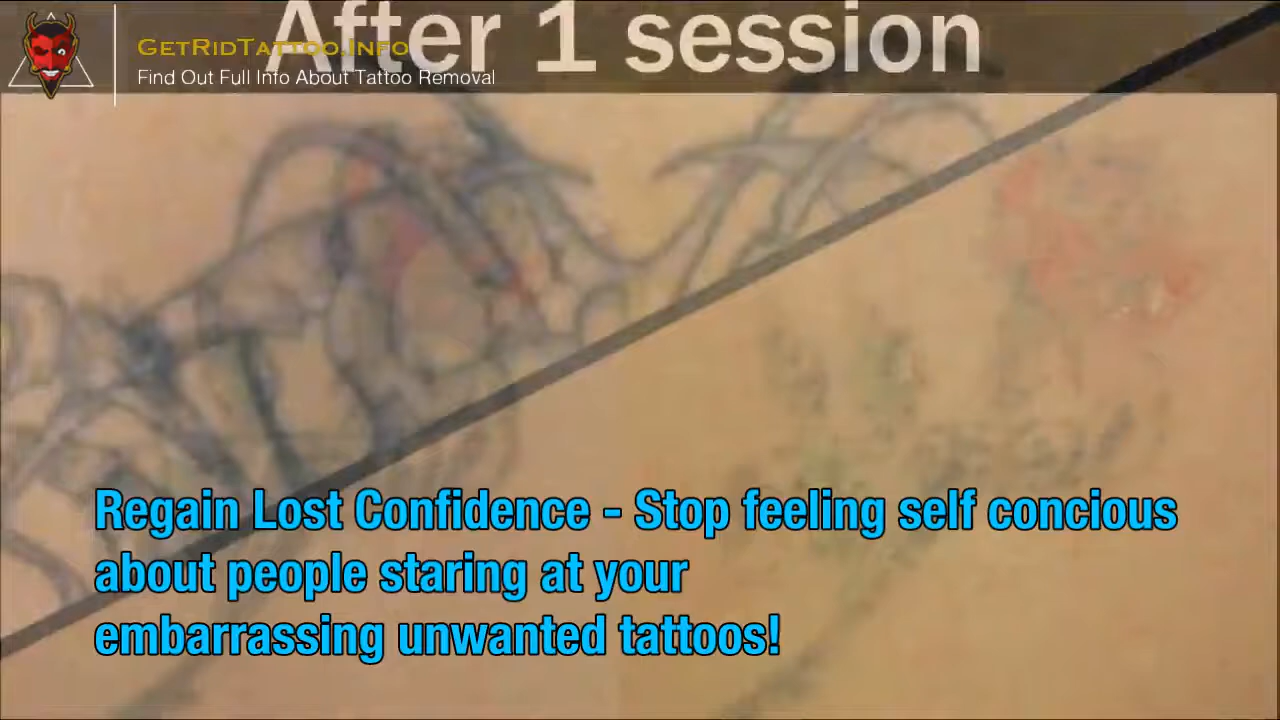 After 1 session
GetRidTattoo.Info
Find Out Full Info About Tattoo Removal
Regain Lost Confidence - Stop feeling self concious
about people staring at your
embarrassing unwanted tattoos!